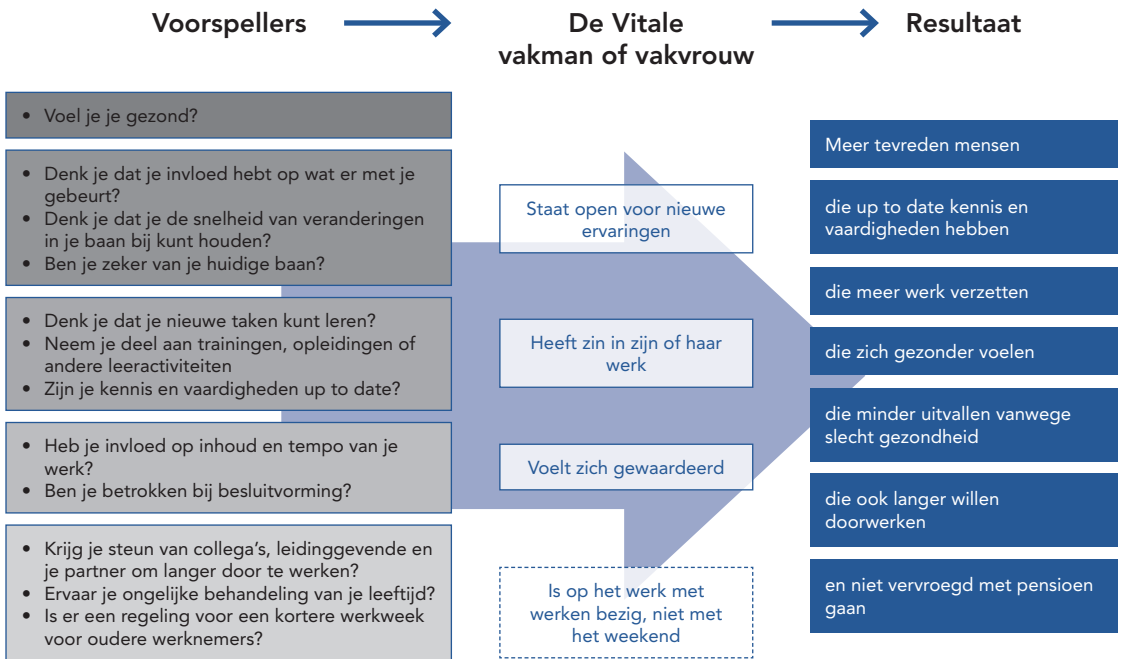 Voorspellers
De Vitale
vakman of vakvrouw
Resultaat
• Voel je je gezond?
• Denk je dat je invloed hebt op wat er met je
gebeurt?
• Denk je dat je de snelheid van veranderingen
in je baan bij kunt houden?
• Ben je zeker van je huidige baan?
• Denk je dat je nieuwe taken kunt leren?
• Neem je deel aan trainingen, opleidingen of
andere leeractiviteiten
• Zijn je kennis en vaardigheden up to date?
• Heb je invloed op inhoud en tempo van je
werk?
• Ben je betrokken bij besluitvorming?
• Krijg je steun van collega's, leidinggevende en
je partner om langer door te werken?
• Ervaar je ongelijke behandeling van je leeftijd?
• Is er een regeling voor een kortere werkweek
voor oudere werknemers?
Staat open voor nieuwe
ervaringen
Heeft zin in zijn of haar
werk
Voelt zich gewaardeerd
Is op het werk met
werken bezig, niet met
het weekend
Meer tevreden mensen
die up to date kennis en
vaardigheden hebben
die meer werk verzetten
die zich gezonder voelen
die minder uitvallen vanwege
slecht gezondheid
die ook langer willen
doorwerken
en niet vervroegd met pensioen
gaan